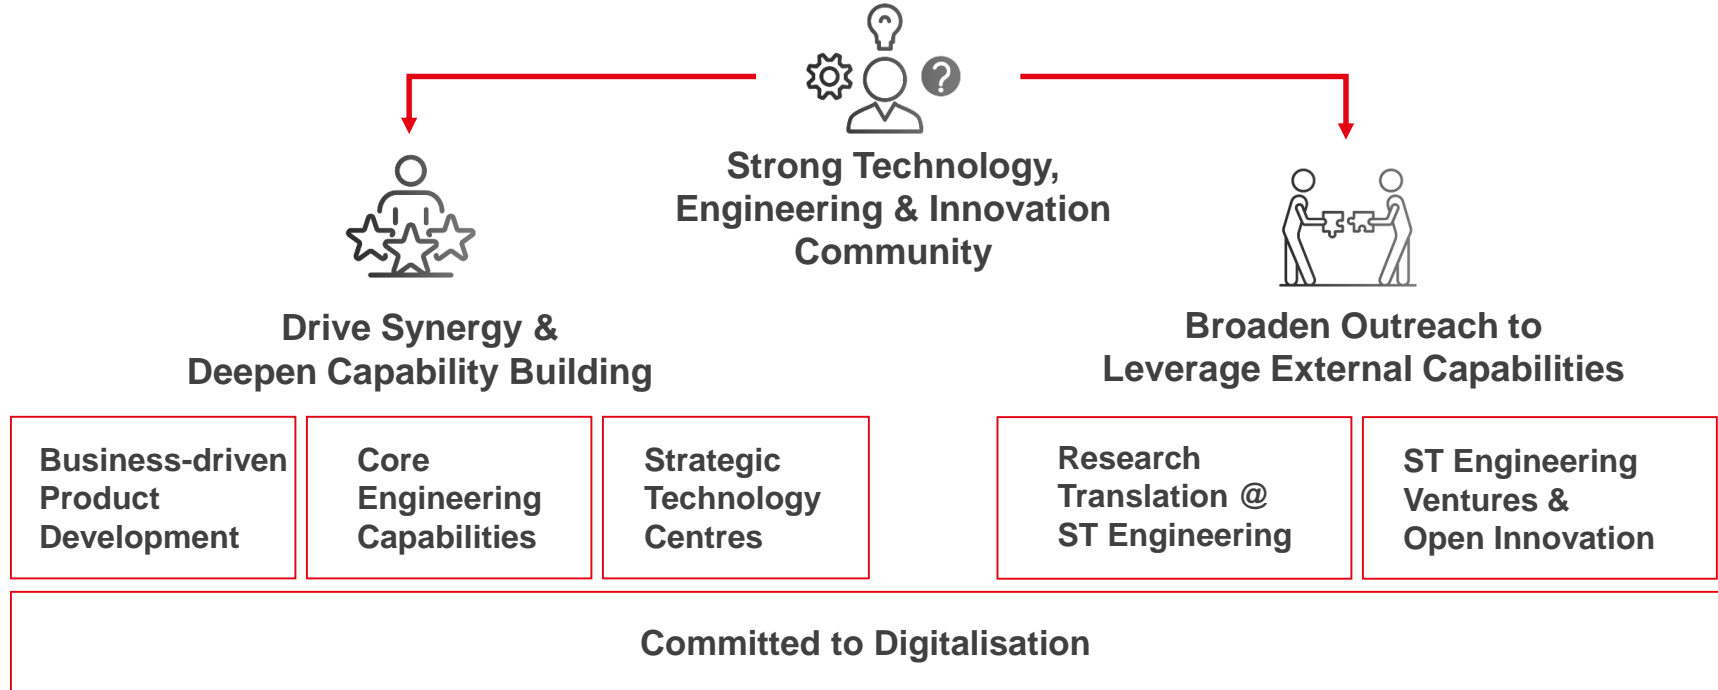 ?
Strong Technology,
Engineering & Innovation
Community
Drive Synergy &
Deepen Capability Building
Broaden Outreach to
Leverage External Capabilities
Business-driven
Product
Development
Core
Engineering
Capabilities
Strategic
Technology
Centres
Research
Translation @
ST Engineering
ST Engineering
Ventures &
Open Innovation
Committed to Digitalisation